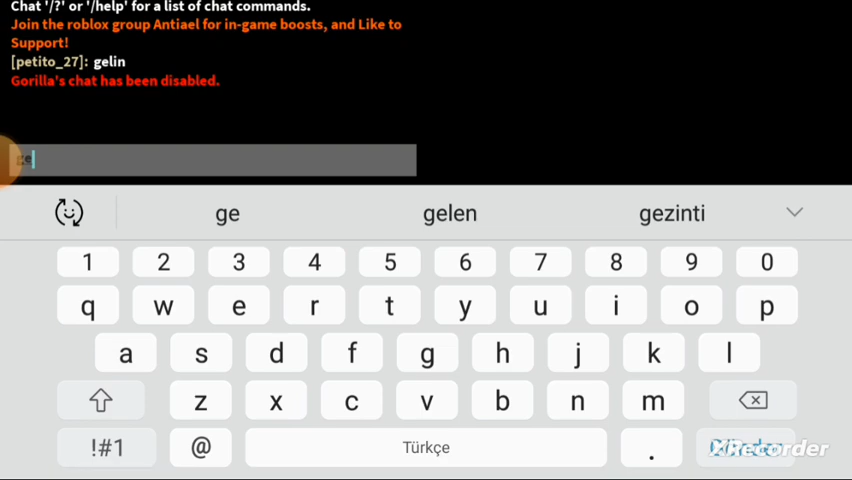 Chat '/?' or '/help' for a list of chat commands.
Join the roblox group Antiael for in-game boosts, and Like to
Support!
[petito_27]: gelin
Gorilla's chat has been disabled.
ge
ge gelen gezinti
1 2 3 4 5 6 7 8 9 0
q w e r t y u i o p
a s d f g h j k l
z x c v b n m
!#1 @ Türkçe .
XRecorder